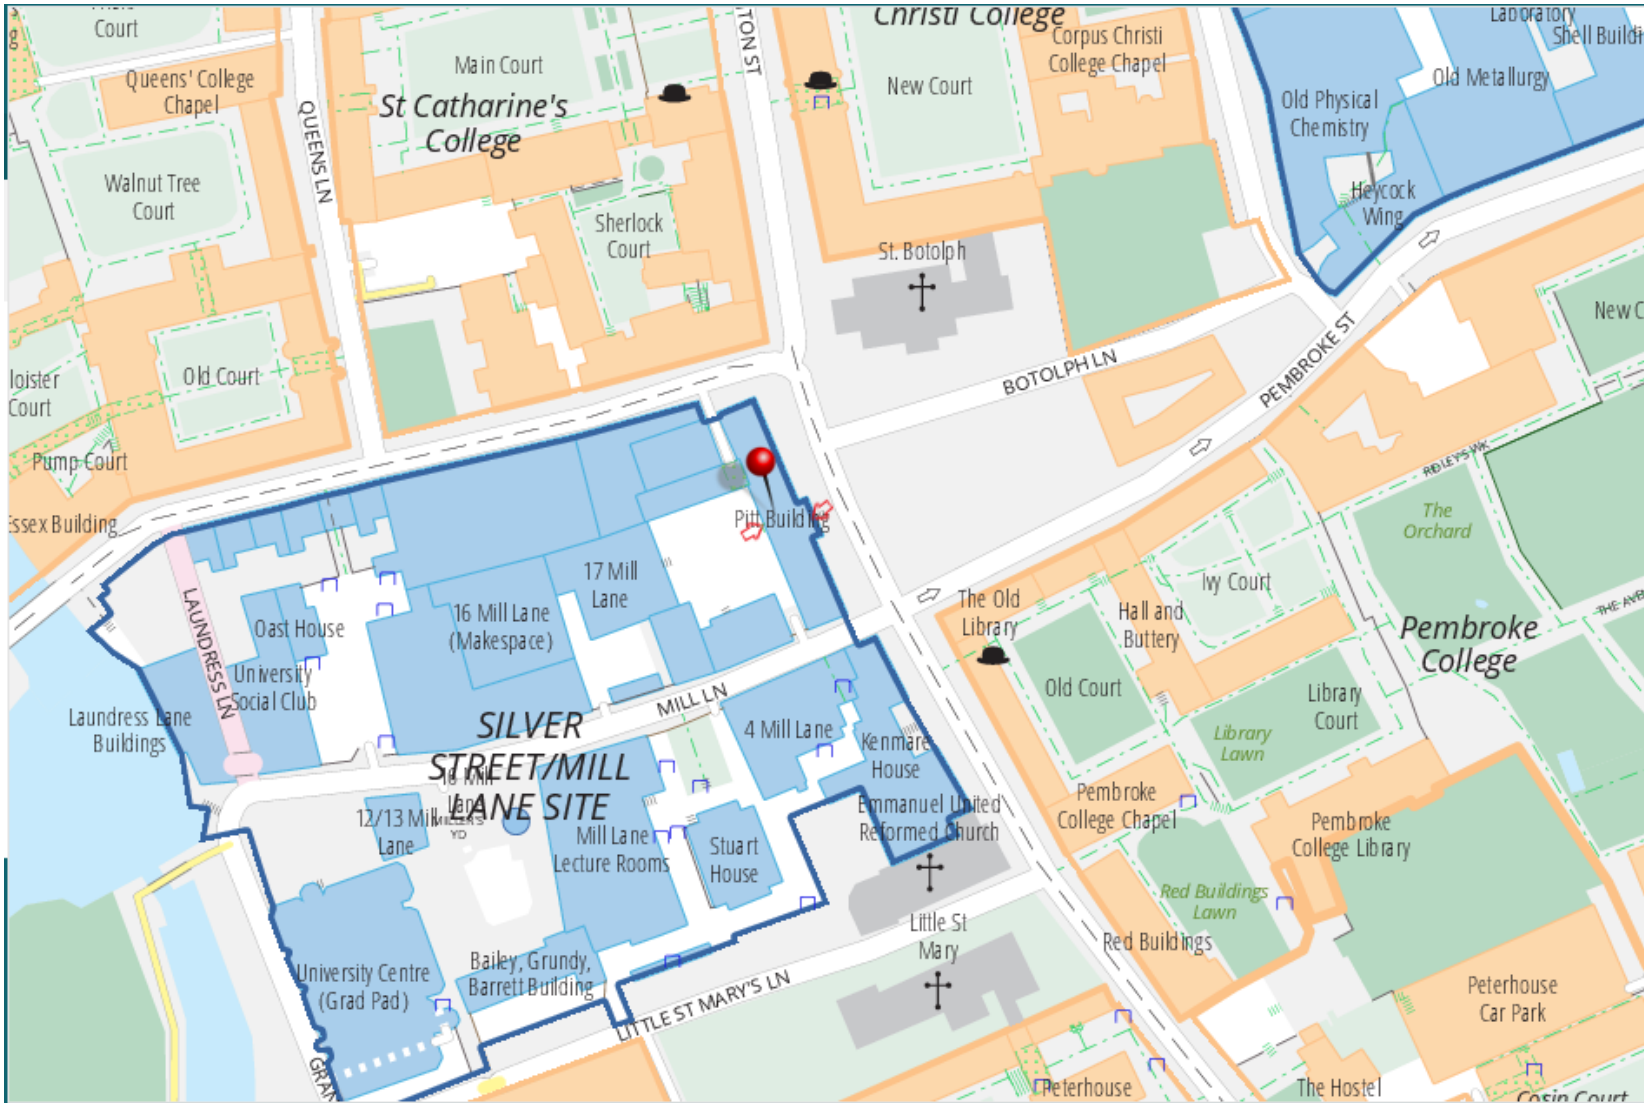 Court
Queens' College
Chapel
QUEENS LN
Walnut Tree
Court
Old Court
Court
Pump Court
Essex Building
Main Court
St Catharine's
College
Sherlock
Court
Christi College
New Court
Corpus Christi
College Chapel
St. Botolph
BOTOLPH LN
PEMBROKE ST
Laboratory
Old Metallurgy
Old Physical
Chemistry
Heycock
Wing
RIDLEY'S WK
The
Orchard
Pitt Building
17 Mill
Lane
16 Mill Lane
(Makespace)
Oast House
University
Social Club
LAUNDRESS LN
Laundress Lane
Buildings
MILL LN
SILVER
STREET/MILL
LANE SITE
4 Mill Lane
Kenmare
House
Emmanuel United
Reformed Church
12/13 Mill
Lane
MILLER'S
YD
Mill Lane
Lecture Rooms
Stuart
House
University Centre
(Grad Pad)
Bailey, Grundy,
Barrett Building
LITTLE ST MARY'S LN
Little St
Mary
The Old
Library
Hall and
Buttery
Ivy Court
Old Court
Pembroke
College
Library
Court
Library
Lawn
Pembroke
College Chapel
Pembroke
College Library
Red Buildings
Lawn
Red Buildings
Peterhouse
Car Park
Peterhouse
The Hostel
Cosin Court